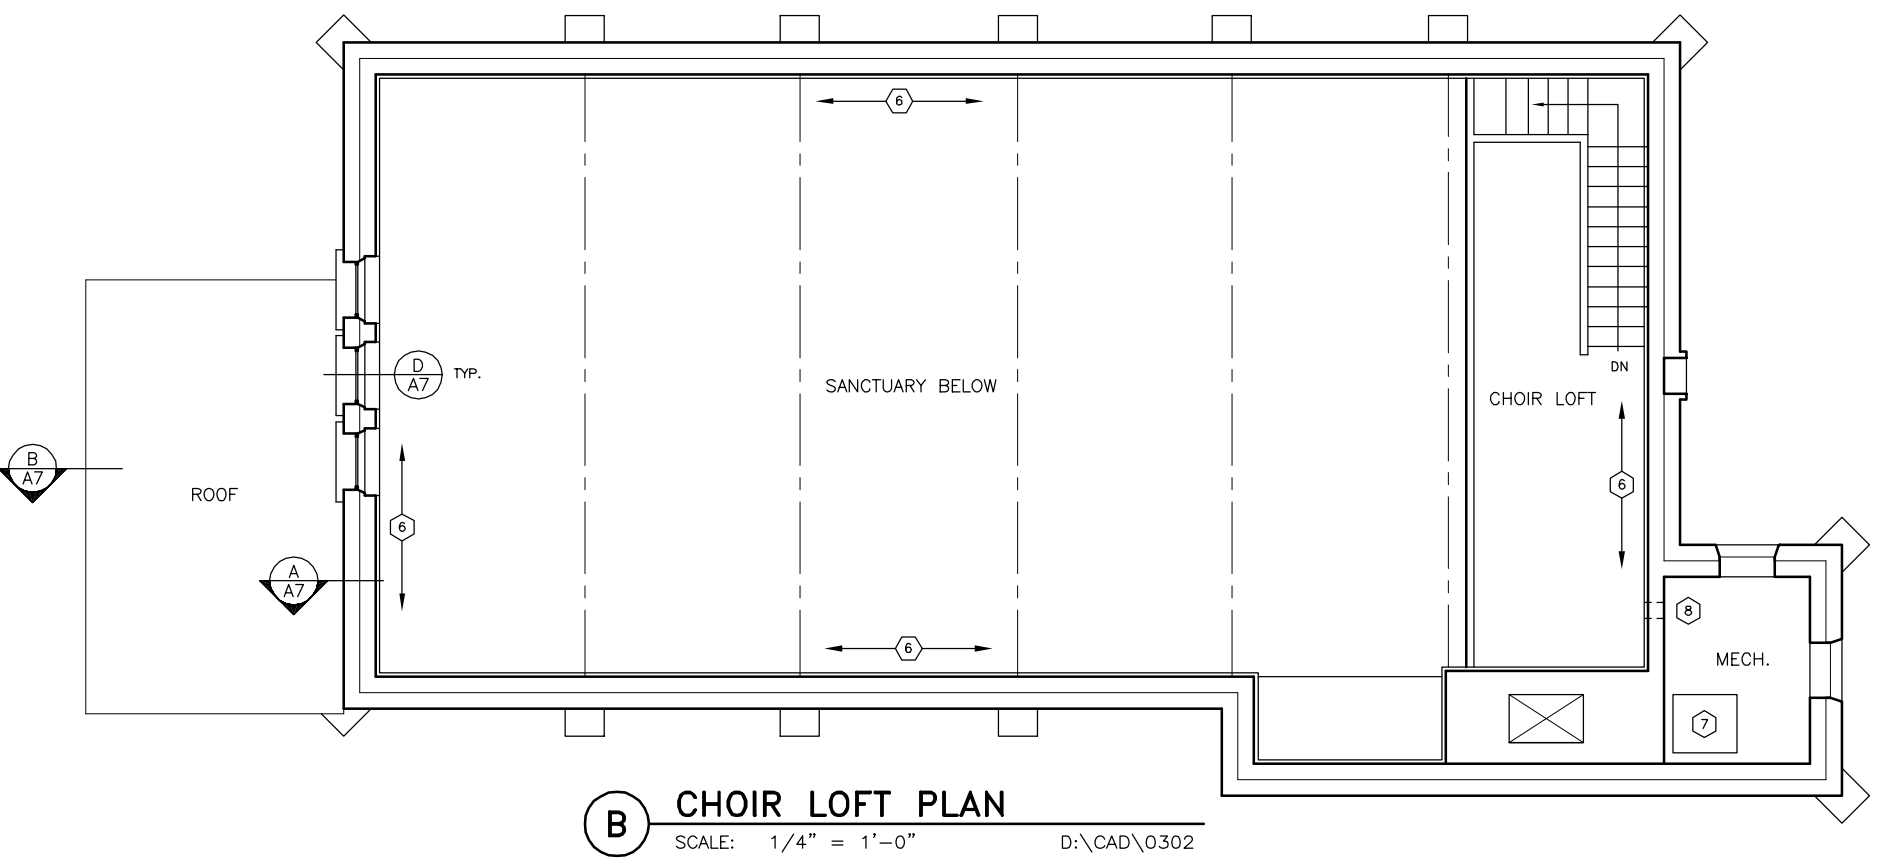 6
D
A7
TYP.
SANCTUARY BELOW
DN
CHOIR LOFT
B
A7
ROOF
6
6
A
A7
8
6
MECH.
7
B
CHOIR LOFT PLAN
SCALE: 1/4" = 1'-0" D:\CAD\0302